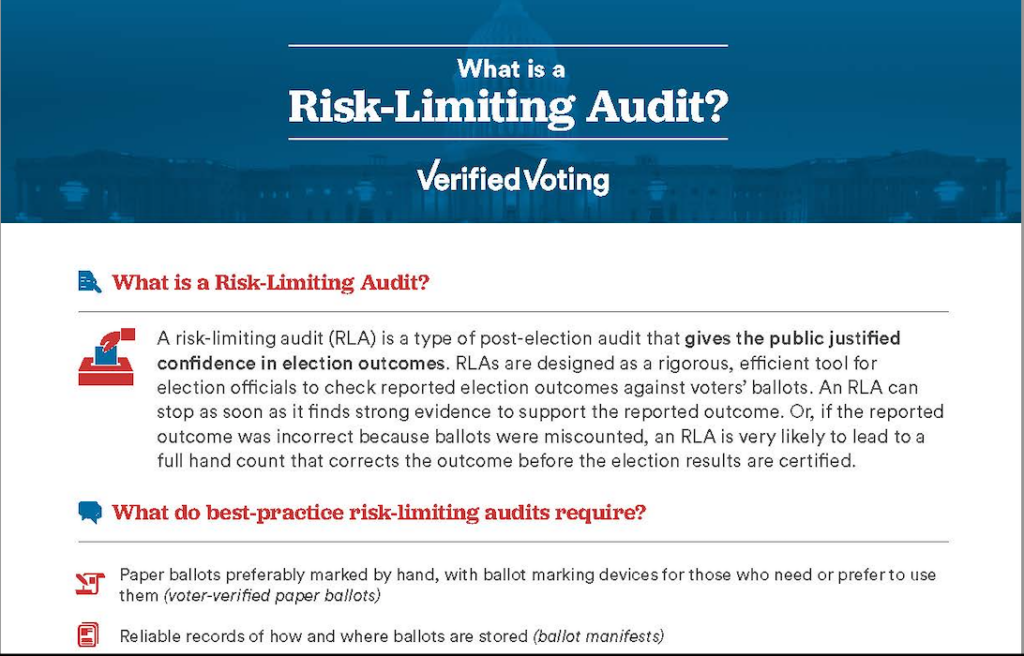 What is a
Risk-Limiting Audit?
Verified Voting
What is a Risk-Limiting Audit?
A risk-limiting audit (RLA) is a type of post-election audit that gives the public justified
confidence in election outcomes. RLAs are designed as a rigorous, efficient tool for
election officials to check reported election outcomes against voters’ ballots. An RLA can
stop as soon as it finds strong evidence to support the reported outcome. Or, if the reported
outcome was incorrect because ballots were miscounted, an RLA is very likely to lead to a
full hand count that corrects the outcome before the election results are certified.
What do best-practice risk-limiting audits require?
Paper ballots preferably marked by hand, with ballot marking devices for those who need or prefer to use
them (voter-verified paper ballots)
Reliable records of how and where ballots are stored (ballot manifests)